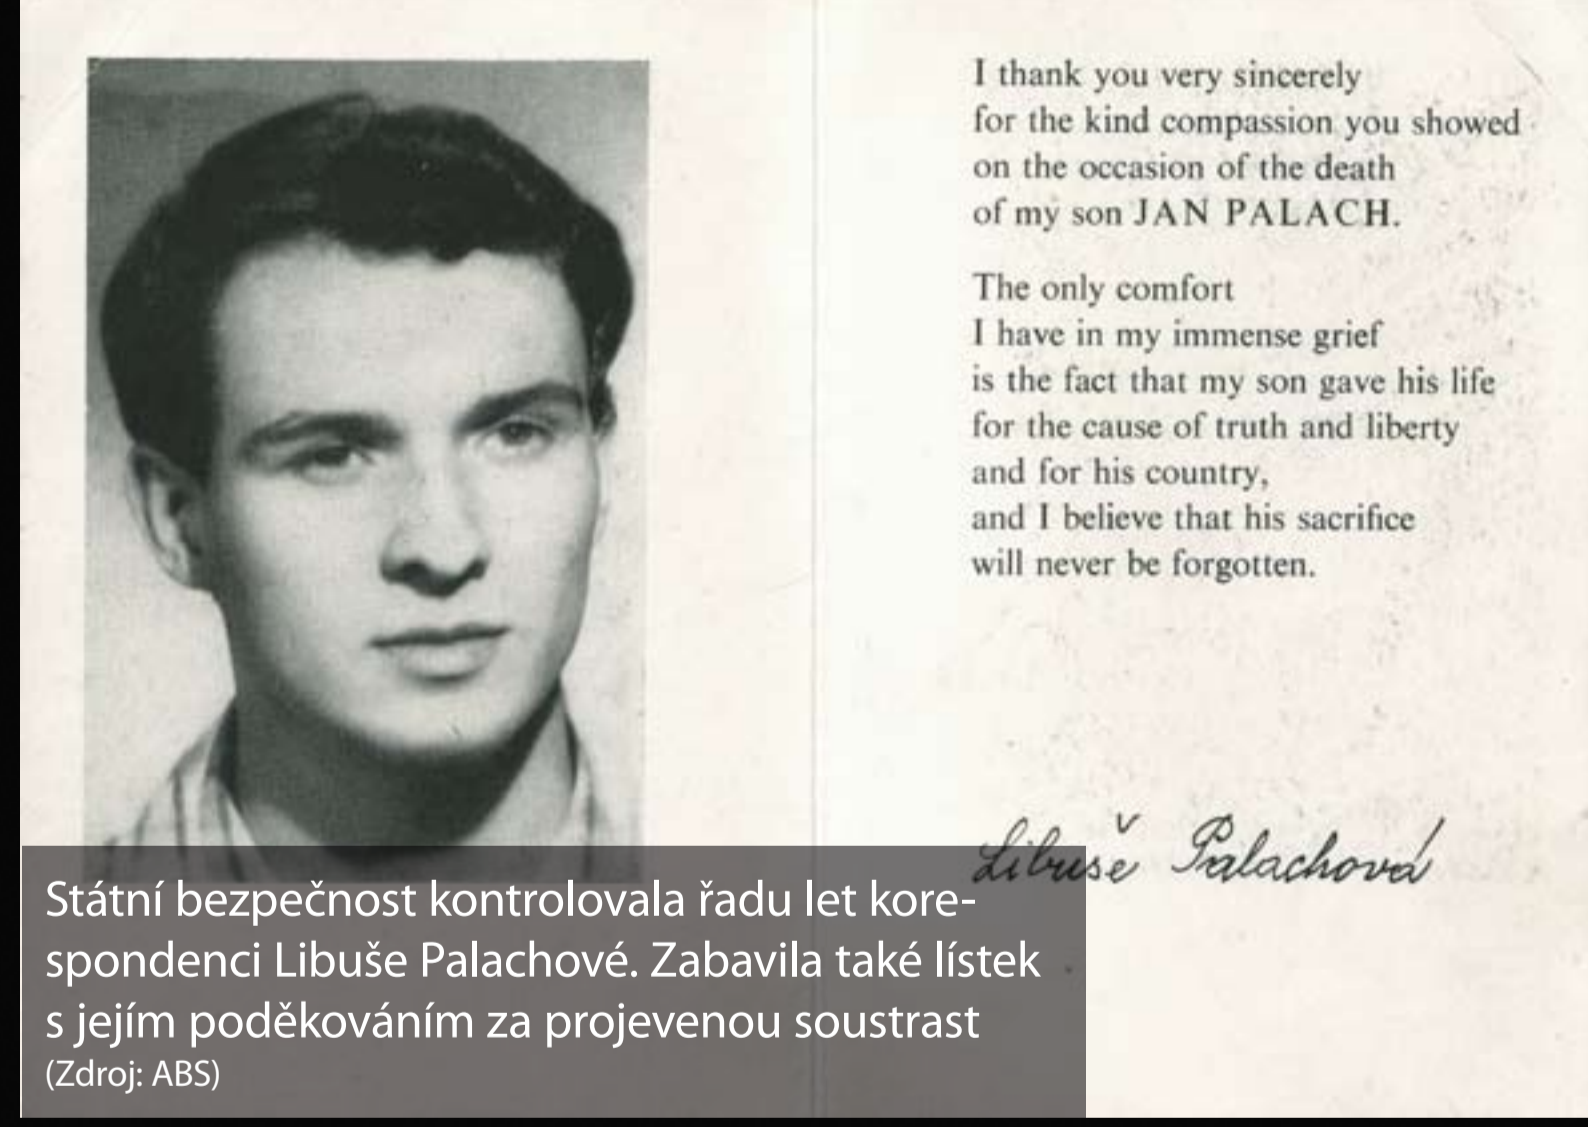 I thank you very sincerely
for the kind compassion you showed
on the occasion of the death
of my son JAN PALACH.
The only comfort
I have in my immense grief
is the fact that my son gave his life
for the cause of truth and liberty
and for his country,
and I believe that his sacrifice
will never be forgotten.
Libuše Palachová
Státní bezpečnost kontrolovala řadu let kore-
spondenci Libuše Palachové. Zabavila také lístek
s jejím poděkováním za projevenou soustrast
(Zdroj: ABS)